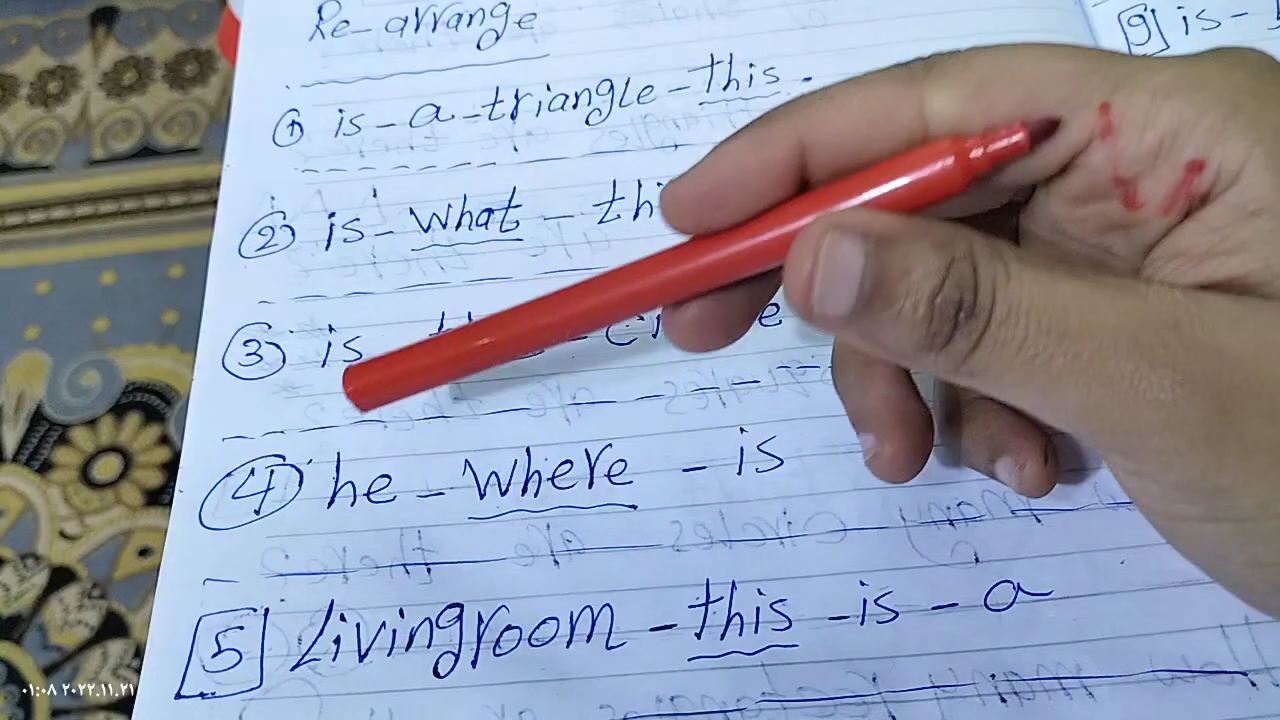 Re-arrange
① is-a-triangle-this.
② is- What - thi
③ is
④ he - Where - is
5 Livingroom - this -is - a
9 is -
٠١:٠٨ ٢٠٢٢.١١.٢١